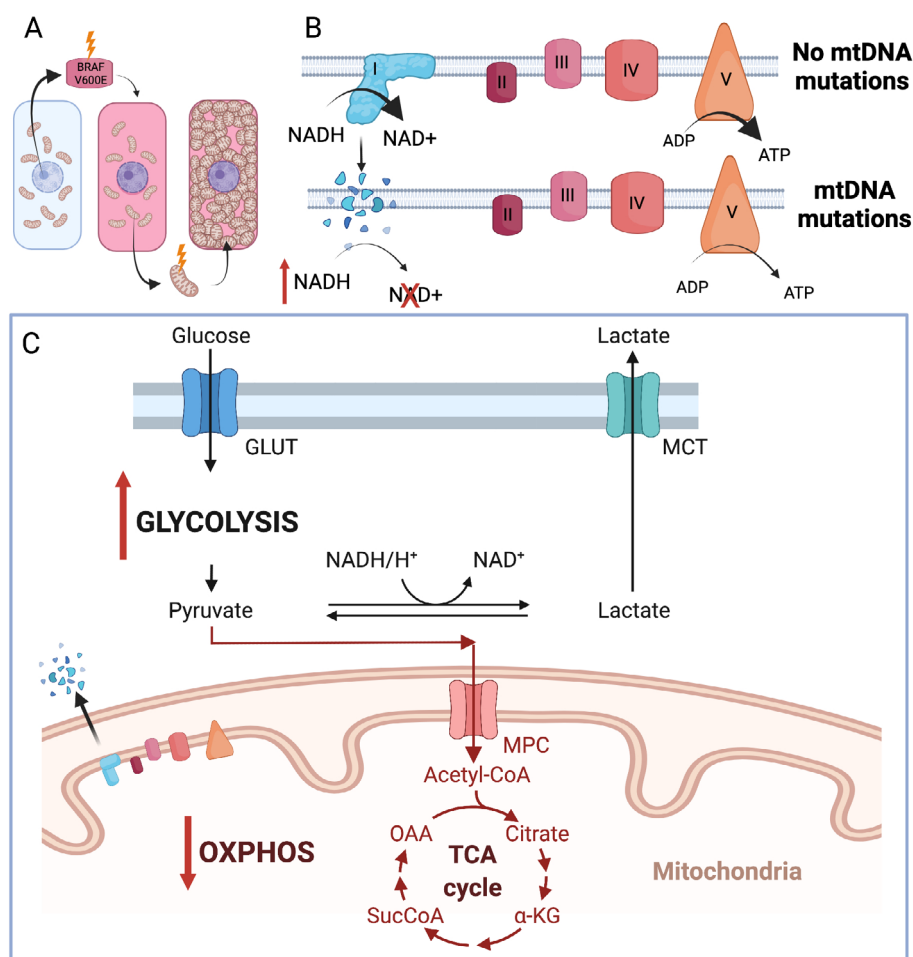 A
BRAF
V600E
B
I
II
III
IV
V
No mtDNA
mutations
NADH
NAD+
ADP
ATP
II
III
IV
V
mtDNA
mutations
NADH
NAD+
ADP
ATP
C
Glucose
Lactate
GLUT
MCT
GLYCOLYSIS
NADH/H⁺
NAD⁺
Pyruvate
Lactate
MPC
Acetyl-CoA
OAA
Citrate
TCA
cycle
OXPHOS
Mitochondria
SucCoA
α-KG